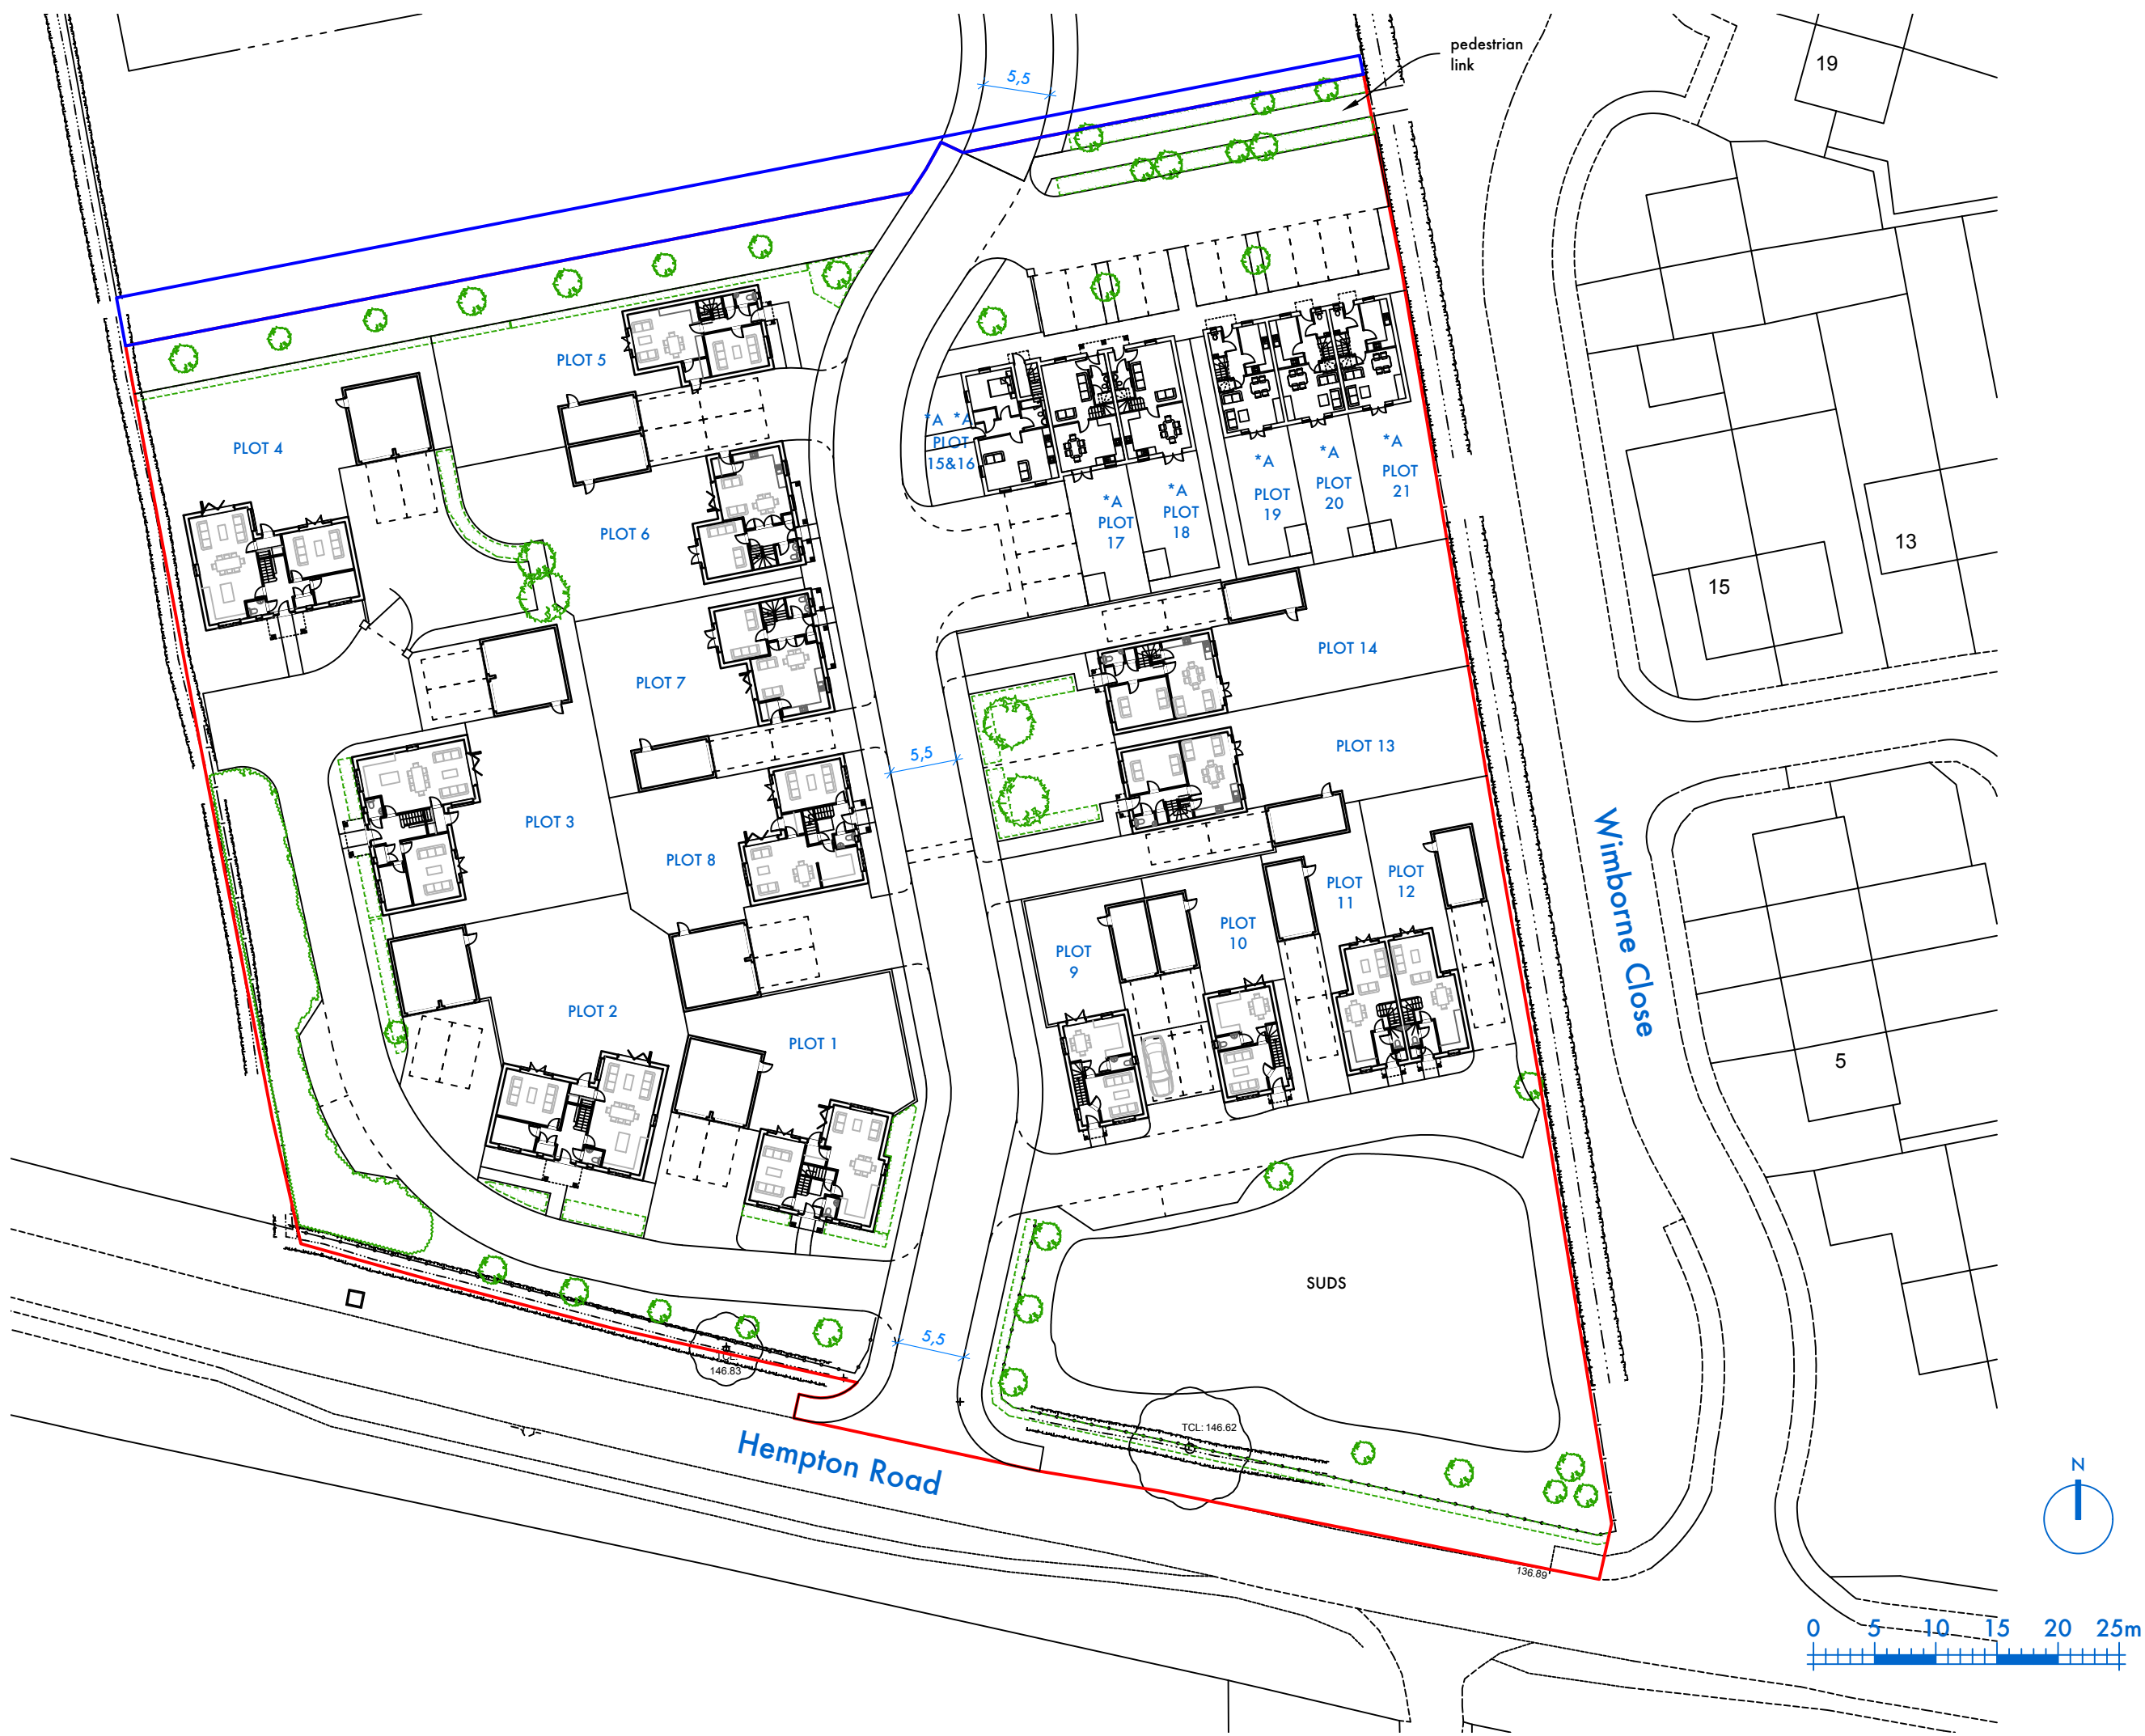 pedestrian
link
19
5,5
PLOT 5
PLOT 4
*A *A
PLOT
15&16
*A
PLOT
17
*A
PLOT
18
*A
PLOT
19
*A
PLOT
20
*A
PLOT
21
PLOT 6
13
15
PLOT 7
PLOT 14
5,5
PLOT 13
PLOT 3
PLOT 8
PLOT
9
PLOT
10
PLOT
11
PLOT
12
Wimborne Close
PLOT 2
PLOT 1
5
SUDS
5,5
TCL:
146.83
TCL: 146.62
Hempton Road
136.89
N
0 5 10 15 20 25m